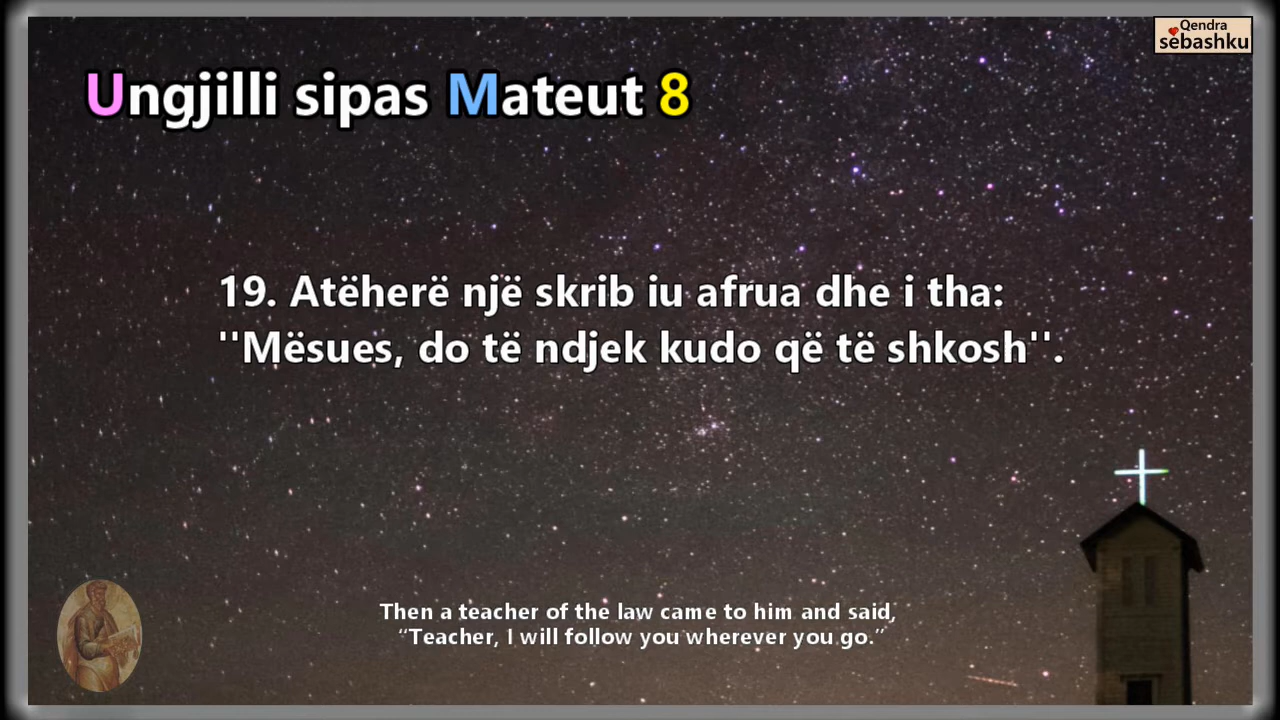 Qendra
sebashku
Ungjilli sipas Mateut 8
19. Atëherë një skrib iu afrua dhe i tha:
''Mësues, do të ndjek kudo që të shkosh''.
Then a teacher of the law came to him and said,
“Teacher, I will follow you wherever you go.”